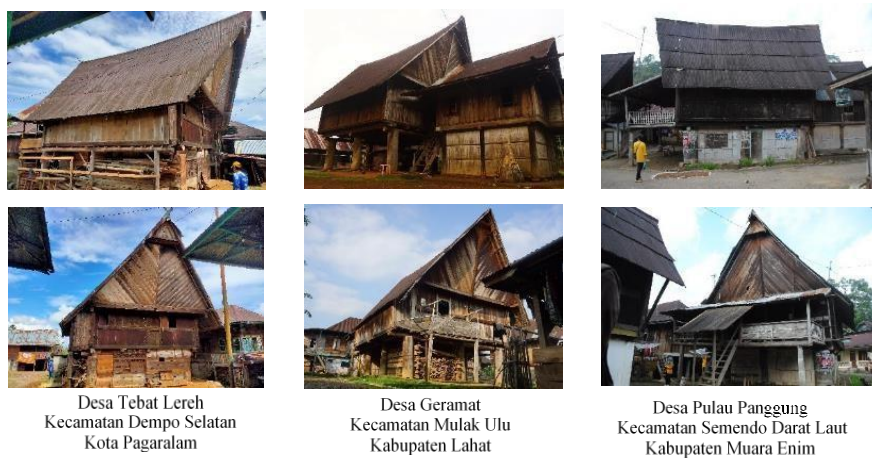 Desa Tebat Lereh
Kecamatan Dempo Selatan
Kota Pagaralam
Desa Geramat
Kecamatan Mulak Ulu
Kabupaten Lahat
Desa Pulau Panggung
Kecamatan Semendo Darat Laut
Kabupaten Muara Enim